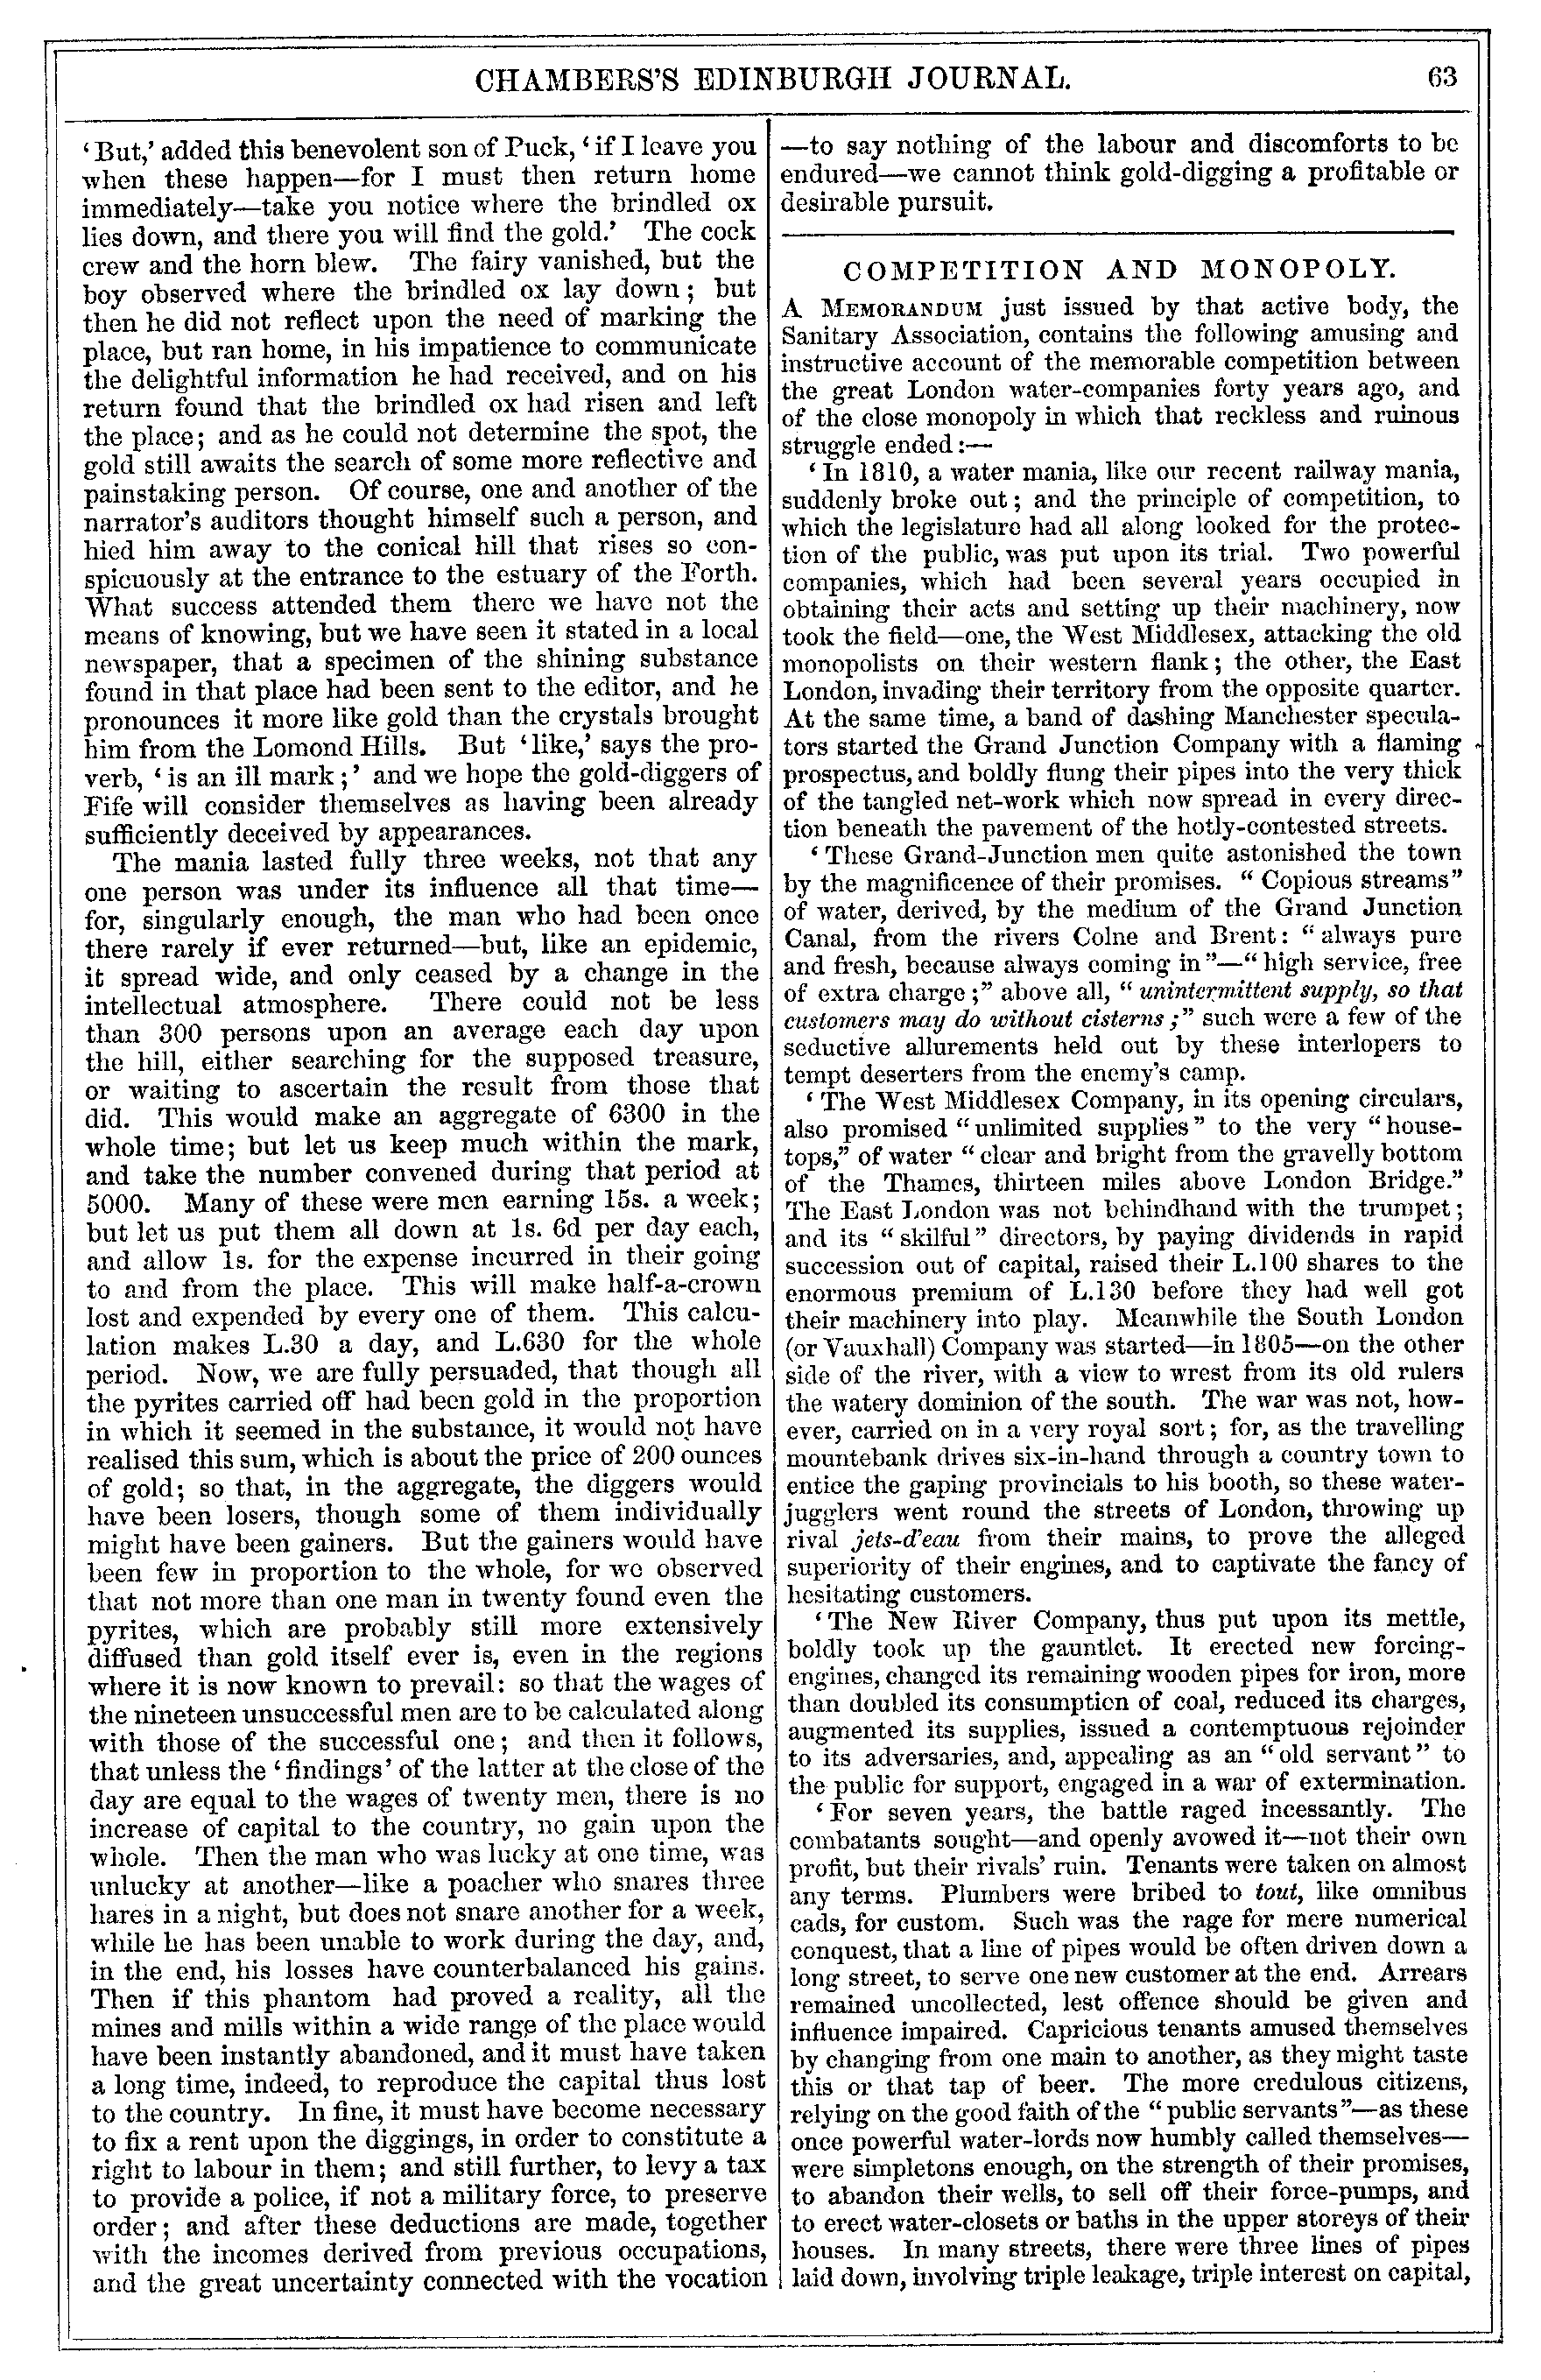 CHAMBERS'S EDINBURGH JOURNAL.
63
‘But,’ added this benevolent son of Puck, ‘if I leave you
when these happen—for I must then return home
immediately—take you notice where the brindled ox
lies down, and there you will find the gold.’ The cock
crew and the horn blew. The fairy vanished, but the
boy observed where the brindled ox lay down; but
then he did not reflect upon the need of marking the
place, but ran home, in his impatience to communicate
the delightful information he had received, and on his
return found that the brindled ox had risen and left
the place; and as he could not determine the spot, the
gold still awaits the search of some more reflective and
painstaking person. Of course, one and another of the
narrator's auditors thought himself such a person, and
hied him away to the conical hill that rises so con-
spicuously at the entrance to the estuary of the Forth.
What success attended them there we have not the
means of knowing, but we have seen it stated in a local
newspaper, that a specimen of the shining substance
found in that place had been sent to the editor, and he
pronounces it more like gold than the crystals brought
him from the Lomond Hills. But ‘like,’ says the pro-
verb, ‘is an ill mark;’ and we hope the gold-diggers of
Fife will consider themselves as having been already
sufficiently deceived by appearances.
The mania lasted fully three weeks, not that any
one person was under its influence all that time—
for, singularly enough, the man who had been once
there rarely if ever returned—but, like an epidemic,
it spread wide, and only ceased by a change in the
intellectual atmosphere. There could not be less
than 300 persons upon an average each day upon
the hill, either searching for the supposed treasure,
or waiting to ascertain the result from those that
did. This would make an aggregate of 6300 in the
whole time; but let us keep much within the mark,
and take the number convened during that period at
5000. Many of these were men earning 15s. a week;
but let us put them all down at 1s. 6d per day each,
and allow 1s. for the expense incurred in their going
to and from the place. This will make half-a-crown
lost and expended by every one of them. This calcu-
lation makes L.30 a day, and L.630 for the whole
period. Now, we are fully persuaded, that though all
the pyrites carried off had been gold in the proportion
in which it seemed in the substance, it would not have
realised this sum, which is about the price of 200 ounces
of gold; so that, in the aggregate, the diggers would
have been losers, though some of them individually
might have been gainers. But the gainers would have
been few in proportion to the whole, for we observed
that not more than one man in twenty found even the
pyrites, which are probably still more extensively
diffused than gold itself ever is, even in the regions
where it is now known to prevail: so that the wages of
the nineteen unsuccessful men are to be calculated along
with those of the successful one; and then it follows,
that unless the ‘findings’ of the latter at the close of the
day are equal to the wages of twenty men, there is no
increase of capital to the country, no gain upon the
whole. Then the man who was lucky at one time, was
unlucky at another—like a poacher who snares three
hares in a night, but does not snare another for a week,
while he has been unable to work during the day, and,
in the end, his losses have counterbalanced his gains.
Then if this phantom had proved a reality, all the
mines and mills within a wide range of the place would
have been instantly abandoned, and it must have taken
a long time, indeed, to reproduce the capital thus lost
to the country. In fine, it must have become necessary
to fix a rent upon the diggings, in order to constitute a
right to labour in them; and still further, to levy a tax
to provide a police, if not a military force, to preserve
order; and after these deductions are made, together
with the incomes derived from previous occupations,
and the great uncertainty connected with the vocation
—to say nothing of the labour and discomforts to be
endured—we cannot think gold-digging a profitable or
desirable pursuit.
COMPETITION AND MONOPOLY.
A MEMORANDUM just issued by that active body, the
Sanitary Association, contains the following amusing and
instructive account of the memorable competition between
the great London water-companies forty years ago, and
of the close monopoly in which that reckless and ruinous
struggle ended:—
‘In 1810, a water mania, like our recent railway mania,
suddenly broke out; and the principle of competition, to
which the legislature had all along looked for the protec-
tion of the public, was put upon its trial. Two powerful
companies, which had been several years occupied in
obtaining their acts and setting up their machinery, now
took the field—one, the West Middlesex, attacking the old
monopolists on their western flank; the other, the East
London, invading their territory from the opposite quarter.
At the same time, a band of dashing Manchester specula-
tors started the Grand Junction Company with a flaming
prospectus, and boldly flung their pipes into the very thick
of the tangled net-work which now spread in every direc-
tion beneath the pavement of the hotly-contested streets.
‘These Grand-Junction men quite astonished the town
by the magnificence of their promises. “Copious streams”
of water, derived, by the medium of the Grand Junction
Canal, from the rivers Colne and Brent: “always pure
and fresh, because always coming in”—“high service, free
of extra charge;” above all, “unintermittent supply, so that
customers may do without cisterns;” such were a few of the
seductive allurements held out by these interlopers to
tempt deserters from the enemy's camp.
‘The West Middlesex Company, in its opening circulars,
also promised “unlimited supplies” to the very “house-
tops,” of water “clear and bright from the gravelly bottom
of the Thames, thirteen miles above London Bridge.”
The East London was not behindhand with the trumpet;
and its “skilful” directors, by paying dividends in rapid
succession out of capital, raised their L.100 shares to the
enormous premium of L.130 before they had well got
their machinery into play. Meanwhile the South London
(or Vauxhall) Company was started—in 1805—on the other
side of the river, with a view to wrest from its old rulers
the watery dominion of the south. The war was not, how-
ever, carried on in a very royal sort; for, as the travelling
mountebank drives six-in-hand through a country town to
entice the gaping provincials to his booth, so these water-
jugglers went round the streets of London, throwing up
rival jets-d'eau from their mains, to prove the alleged
superiority of their engines, and to captivate the fancy of
hesitating customers.
‘The New River Company, thus put upon its mettle,
boldly took up the gauntlet. It erected new forcing-
engines, changed its remaining wooden pipes for iron, more
than doubled its consumption of coal, reduced its charges,
augmented its supplies, issued a contemptuous rejoinder
to its adversaries, and, appealing as an “old servant” to
the public for support, engaged in a war of extermination.
‘For seven years, the battle raged incessantly. The
combatants sought—and openly avowed it—not their own
profit, but their rivals' ruin. Tenants were taken on almost
any terms. Plumbers were bribed to tout, like omnibus
cads, for custom. Such was the rage for mere numerical
conquest, that a line of pipes would be often driven down a
long street, to serve one new customer at the end. Arrears
remained uncollected, lest offence should be given and
influence impaired. Capricious tenants amused themselves
by changing from one main to another, as they might taste
this or that tap of beer. The more credulous citizens,
relying on the good faith of the “public servants”—as these
once powerful water-lords now humbly called themselves—
were simpletons enough, on the strength of their promises,
to abandon their wells, to sell off their force-pumps, and
to erect water-closets or baths in the upper storeys of their
houses. In many streets, there were three lines of pipes
laid down, involving triple leakage, triple interest on capital,